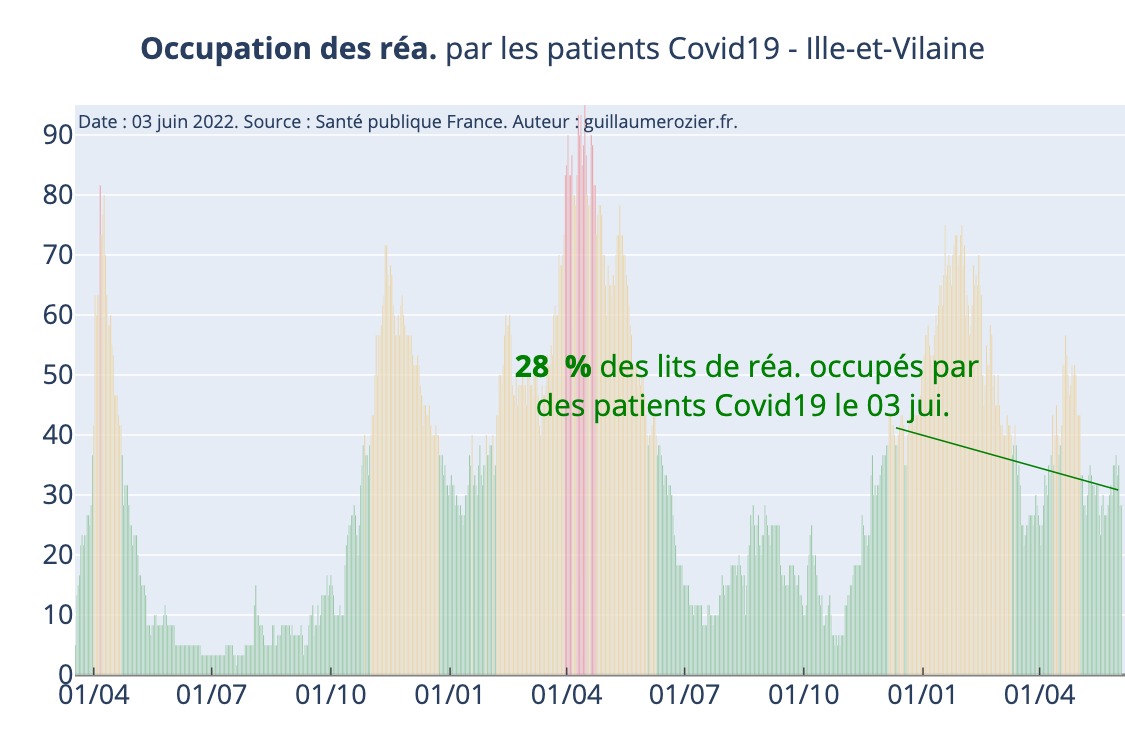 Occupation des réa. par les patients Covid19 - Ille-et-Vilaine
Date : 03 juin 2022. Source : Santé publique France. Auteur : guillaumerozier.fr.
90
80
70
60
50
40
30
20
10
0
28 % des lits de réa. occupés par
des patients Covid19 le 03 jui.
01/04 01/07 01/10 01/01 01/04 01/07 01/10 01/01 01/04